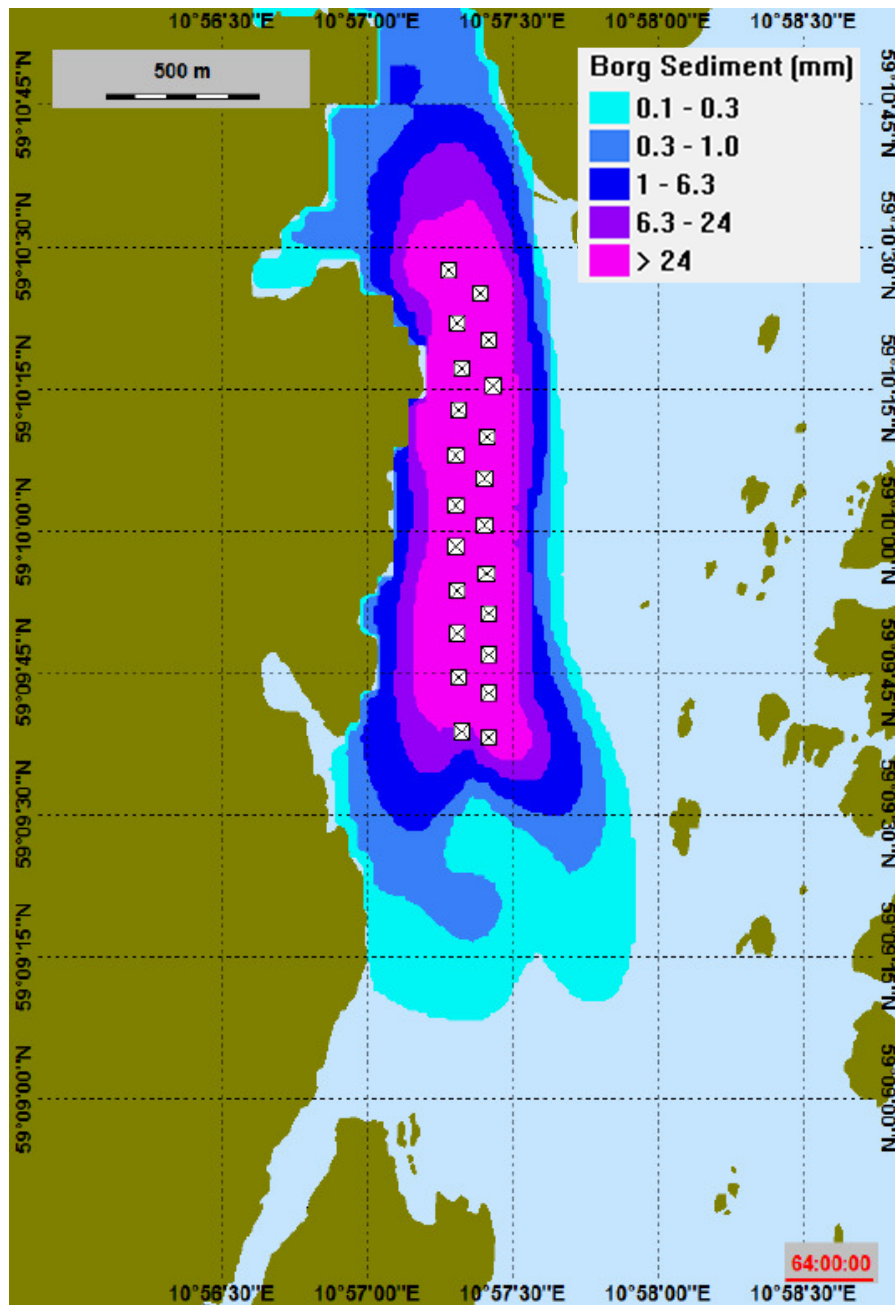 10°56'30''E 10°57'00''E 10°57'30''E 10°58'00''E 10°58'30''E
500 m
Borg Sediment (mm)
0.1 - 0.3
0.3 - 1.0
1 - 6.3
6.3 - 24
> 24
59°10'45''N
59°10'30''N
59°10'15''N
59°10'00''N
59°09'45''N
59°09'30''N
59°09'15''N
59°09'00''N
59°10'45''N
59°10'30''N
59°10'15''N
59°10'00''N
59°09'45''N
59°09'30''N
59°09'15''N
59°09'00''N
64:00:00
10°56'30''E 10°57'00''E 10°57'30''E 10°58'00''E 10°58'30''E